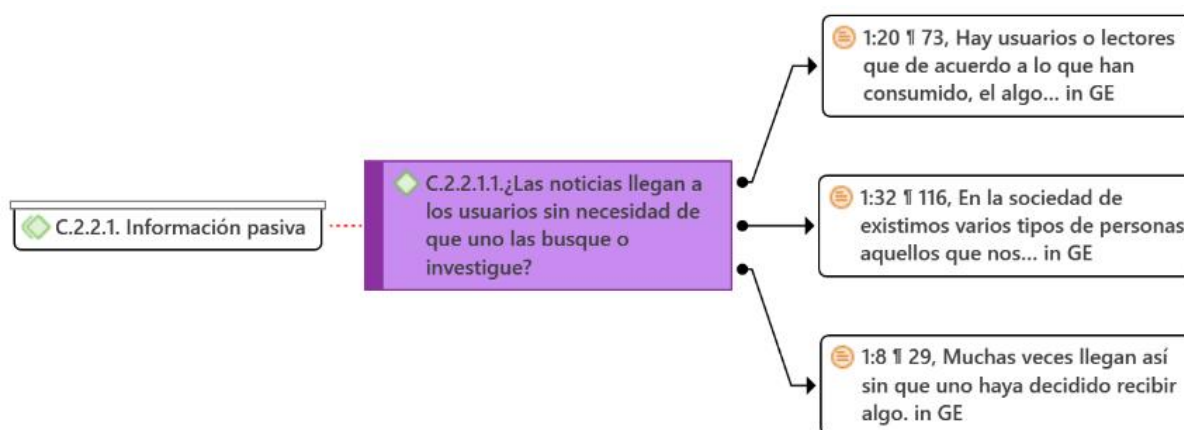 C.2.2.1. Información pasiva
C.2.2.1.1.¿Las noticias llegan a
los usuarios sin necesidad de
que uno las busque o
investigue?
1:20 ¶ 73, Hay usuarios o lectores
que de acuerdo a lo que han
consumido, el algo... in GE
1:32 ¶ 116, En la sociedad de
existimos varios tipos de personas
aquellos que nos... in GE
1:8 ¶ 29, Muchas veces llegan así
sin que uno haya decidido recibir
algo. in GE